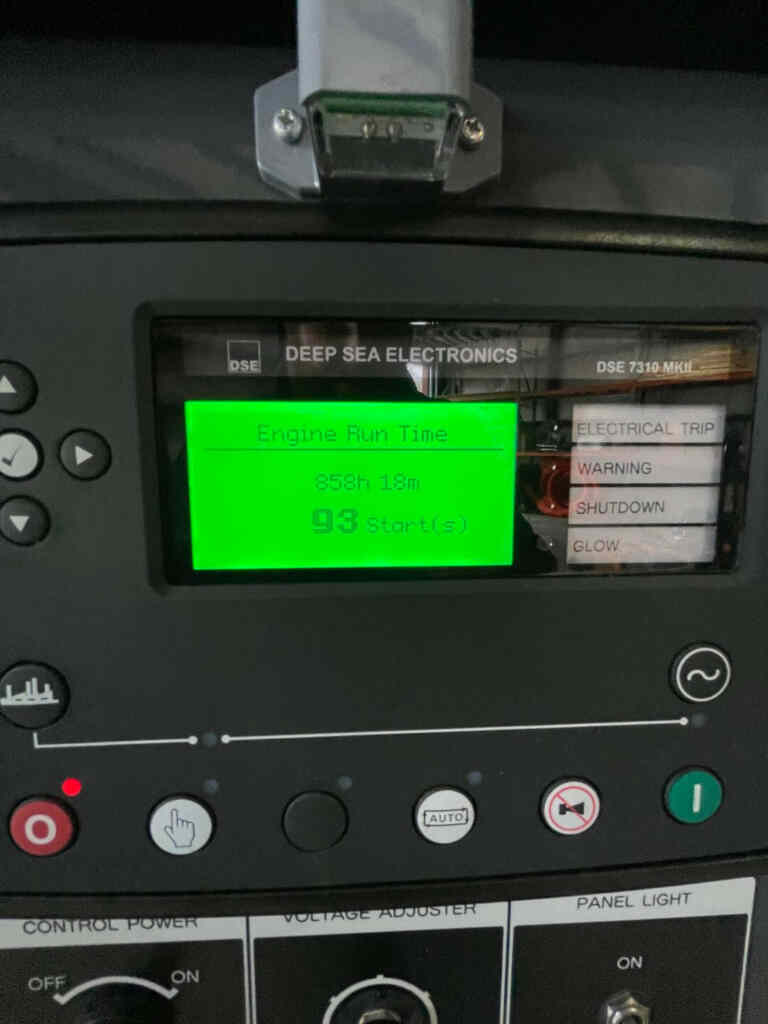 DSE
DEEP SEA ELECTRONICS
DSE 7310 MKII
Engine Run Time
858h 18m
93 Start(s)
ELECTRICAL TRIP
WARNING
SHUTDOWN
GLOW
O
AUTO
I
CONTROL POWER
VOLTAGE ADJUSTER
PANEL LIGHT
OFF
ON
ON